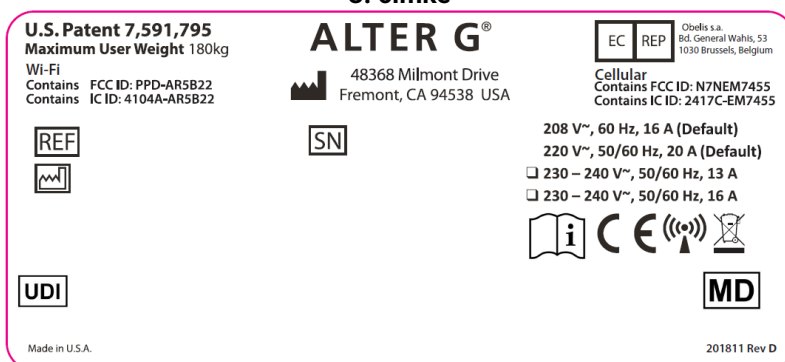 U.S. Patent 7,591,795
Maximum User Weight 180kg
Wi-Fi
Contains FCC ID: PPD-AR5B22
Contains IC ID: 4104A-AR5B22
ALTER G®
48368 Milmont Drive
Fremont, CA 94538 USA
EC REP
Obelis s.a.
Bd. General Wahis, 53
1030 Brussels, Belgium
Cellular
Contains FCC ID: N7NEM7455
Contains IC ID: 2417C-EM7455
REF
SN
208 V~, 60 Hz, 16 A (Default)
220 V~, 50/60 Hz, 20 A (Default)
❑ 230 – 240 V~, 50/60 Hz, 13 A
❑ 230 – 240 V~, 50/60 Hz, 16 A
i CE
UDI
MD
Made in U.S.A.
201811 Rev D